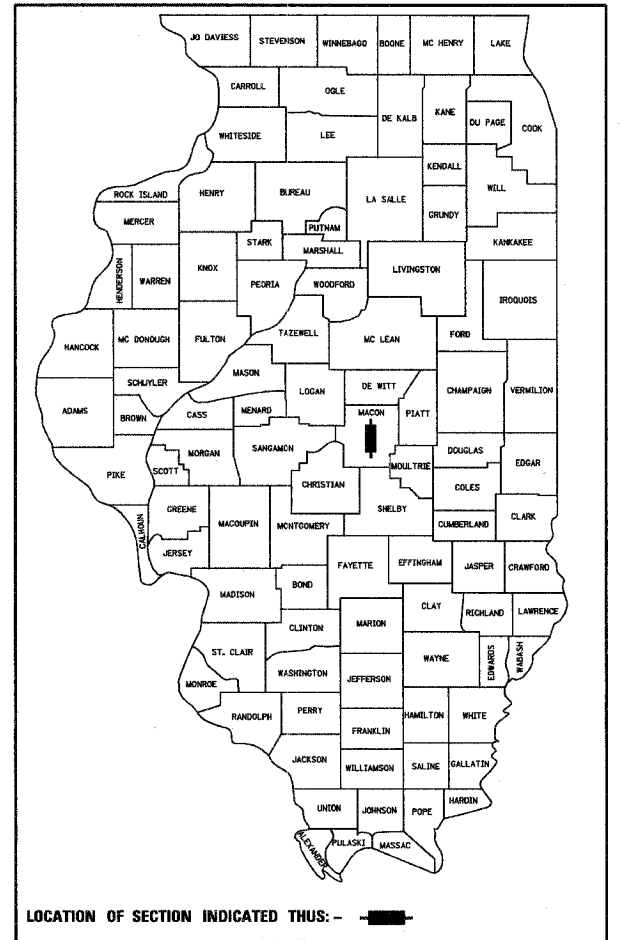 JO DAVIESS STEVENSON WINNEBAGO BOONE MC HENRY LAKE
CARROLL OGLE DE KALB KANE DU PAGE COOK
WHITESIDE LEE
KENDALL
WILL
ROCK ISLAND HENRY BUREAU LA SALLE GRUNDY
MERCER PUTNAM
STARK MARSHALL KANKAKEE
HENDERSON WARREN KNOX PEORIA WOODFORD LIVINGSTON
IROQUOIS
HANCOCK MC DONOUGH FULTON TAZEWELL MC LEAN FORD
MASON
SCHUYLER LOGAN DE WITT CHAMPAIGN VERMILION
ADAMS BROWN CASS MENARD MACON PIATT
MORGAN SANGAMON DOUGLAS EDGAR
PIKE SCOTT CHRISTIAN MOULTRIE COLES
GREENE SHELBY
CALHOUN MACOUPIN MONTGOMERY CUMBERLAND CLARK
JERSEY FAYETTE EFFINGHAM JASPER CRAWFORD
MADISON BOND
CLAY RICHLAND LAWRENCE
CLINTON MARION
ST. CLAIR WAYNE EDWARDS WABASH
WASHINGTON JEFFERSON
MONROE
RANDOLPH PERRY HAMILTON WHITE
FRANKLIN
JACKSON WILLIAMSON SALINE GALLATIN
UNION JOHNSON POPE HARDIN
ALEXANDER PULASKI MASSAC
LOCATION OF SECTION INDICATED THUS: -